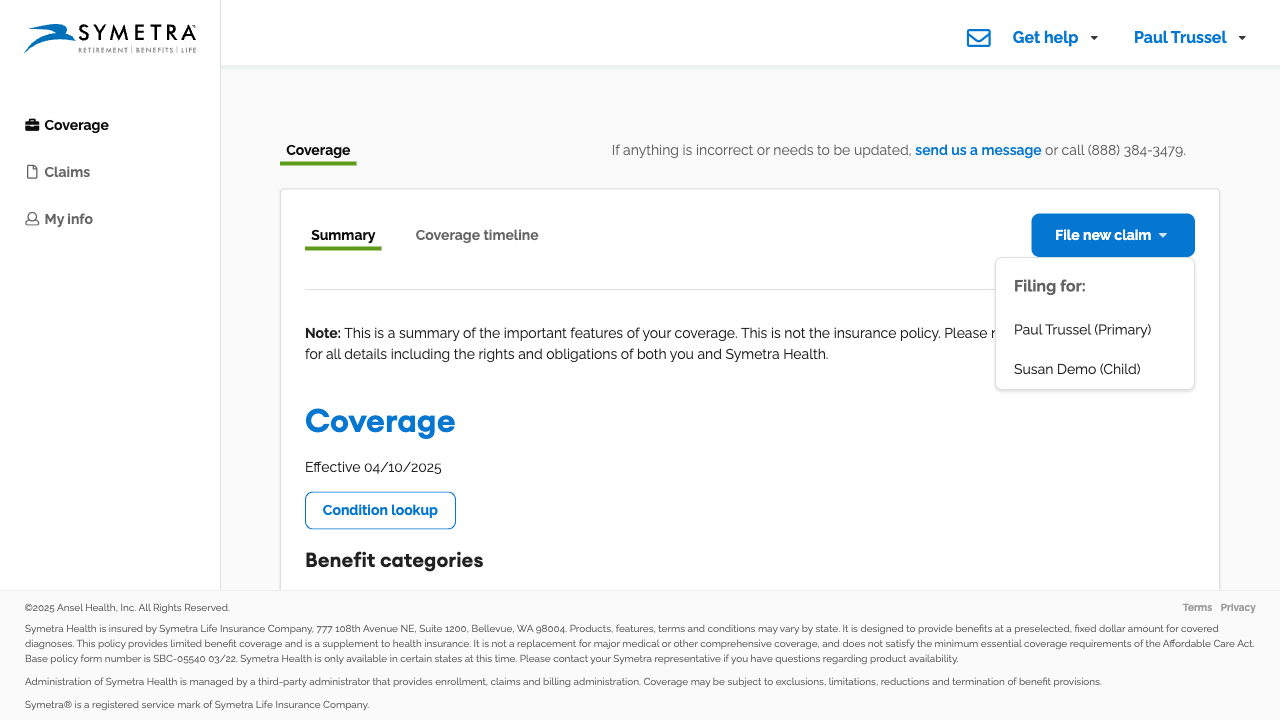 SYMETRA
RETIREMENT | BENEFITS | LIFE
Get help
Paul Trussel
Coverage
Claims
My info
Coverage
If anything is incorrect or needs to be updated, send us a message or call (888) 384-3479.
Summary
Coverage timeline
File new claim
Filing for:
Paul Trussel (Primary)
Susan Demo (Child)
Note: This is a summary of the important features of your coverage. This is not the insurance policy. Please
for all details including the rights and obligations of both you and Symetra Health.
Coverage
Effective 04/10/2025
Condition lookup
Benefit categories
©2025 Ansel Health, Inc. All Rights Reserved.
Terms Privacy
Symetra Health is insured by Symetra Life Insurance Company, 777 108th Avenue NE, Suite 1200, Bellevue, WA 98004. Products, features, terms and conditions may vary by state. It is designed to provide benefits at a preselected, fixed dollar amount for covered
diagnoses. This policy provides limited benefit coverage and is a supplement to health insurance. It is not a replacement for major medical or other comprehensive coverage, and does not satisfy the minimum essential coverage requirements of the Affordable Care Act.
Base policy form number is SBC-05540 03/22. Symetra Health is only available in certain states at this time. Please contact your Symetra representative if you have questions regarding product availability.
Administration of Symetra Health is managed by a third-party administrator that provides enrollment, claims and billing administration. Coverage may be subject to exclusions, limitations, reductions and termination of benefit provisions.
Symetra® is a registered service mark of Symetra Life Insurance Company.